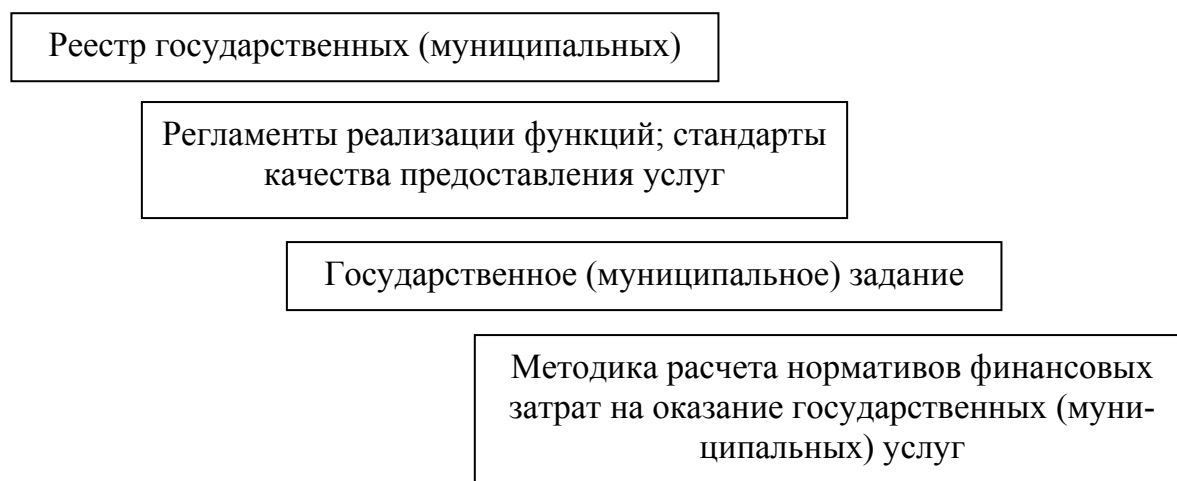 Реестр государственных (муниципальных)
Регламенты реализации функций; стандарты
качества предоставления услуг
Государственное (муниципальное) задание
Методика расчета нормативов финансовых
затрат на оказание государственных (муни-
ципальных) услуг